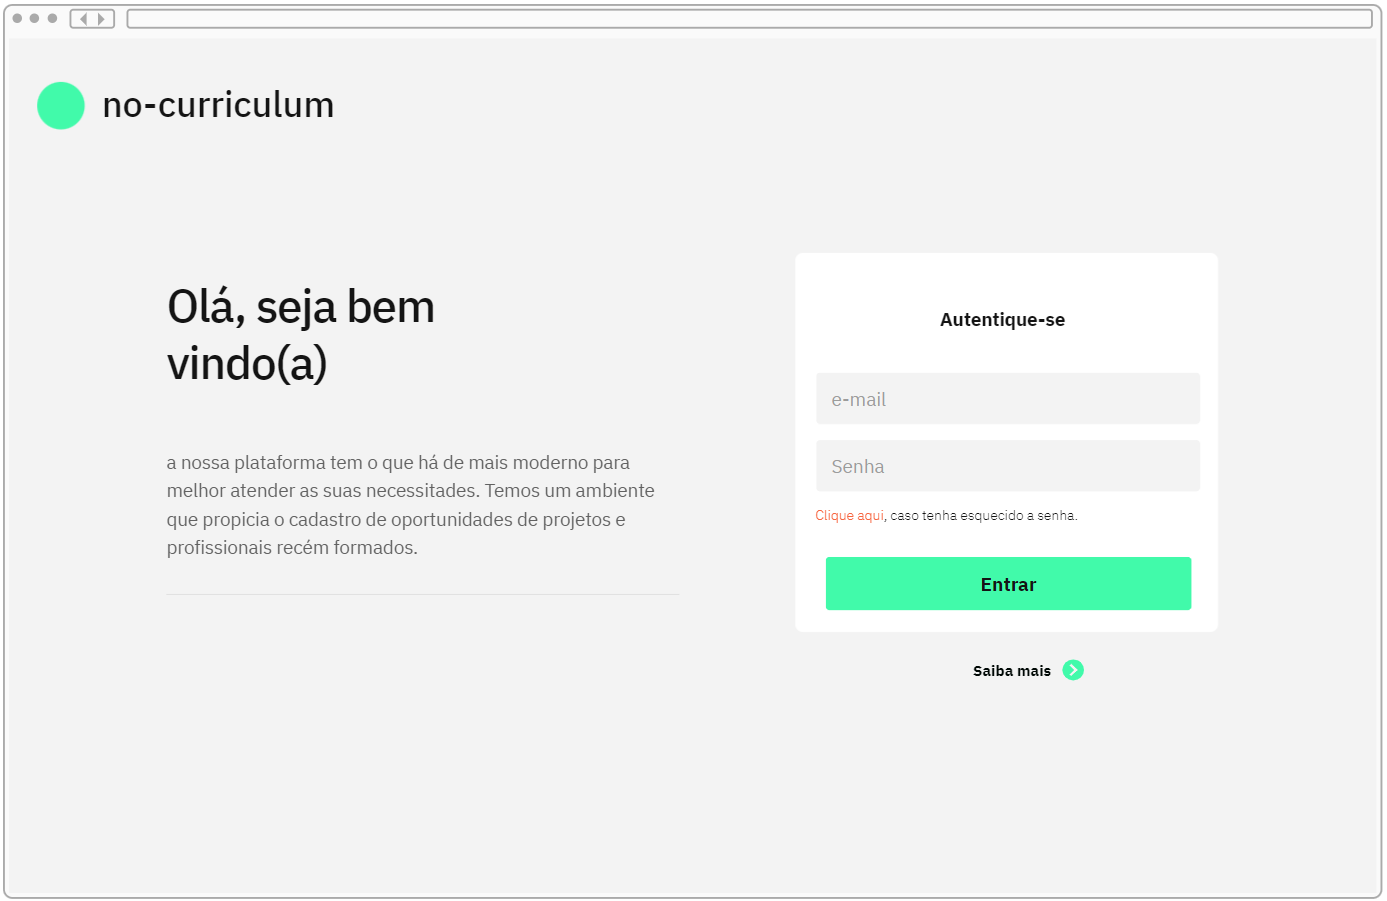 no-curriculum
Olá, seja bem
vindo(a)
a nossa plataforma tem o que há de mais moderno para
melhor atender as suas necessitades. Temos um ambiente
que propicia o cadastro de oportunidades de projetos e
profissionais recém formados.
Autentique-se
e-mail
Senha
Clique aqui, caso tenha esquecido a senha.
Entrar
Saiba mais